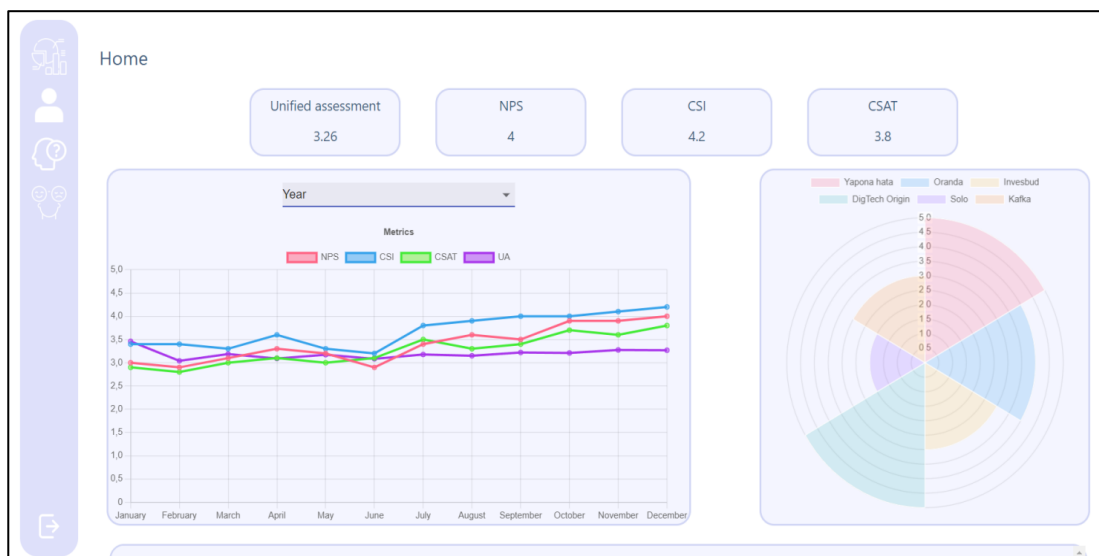 Home
Unified assessment
3.26
NPS
4
CSI
4.2
CSAT
3.8
Year
Metrics
NPS CSI CSAT UA
5,0
4,5
4,0
3,5
3,0
2,5
2,0
1,5
1,0
0,5
0
January February March April May June July August September October November December
Yapona hata Oranda Invesbud
DigTech Origin Solo Kafka
5.0
4.5
4.0
3.5
3.0
2.5
2.0
1.5
1.0
0.5